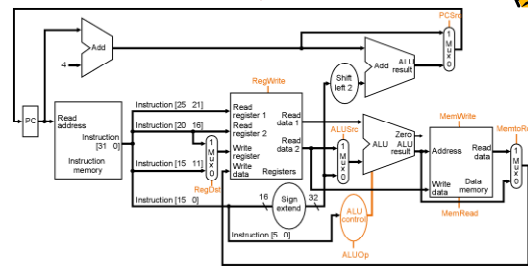 PCSrc
Add
4
Add
ALU
result
1
Mux
0
Shift
left 2
RegWrite
PC
Read
address
Instruction
[31 0]
Instruction
memory
Instruction [25 21]
Instruction [20 16]
Instruction [15 11]
Instruction [15 0]
Instruction [5 0]
1
Mux
0
RegDst
Read
register 1
Read
register 2
Write
register
Write
data
Read
data 1
Read
data 2
Registers
ALUSrc
1
Mux
0
Zero
ALU
ALU
result
MemWrite
Address
Read
data
Write
data
Data
memory
MemRead
1
Mux
0
16
Sign
extend
32
ALU
control
ALUOp